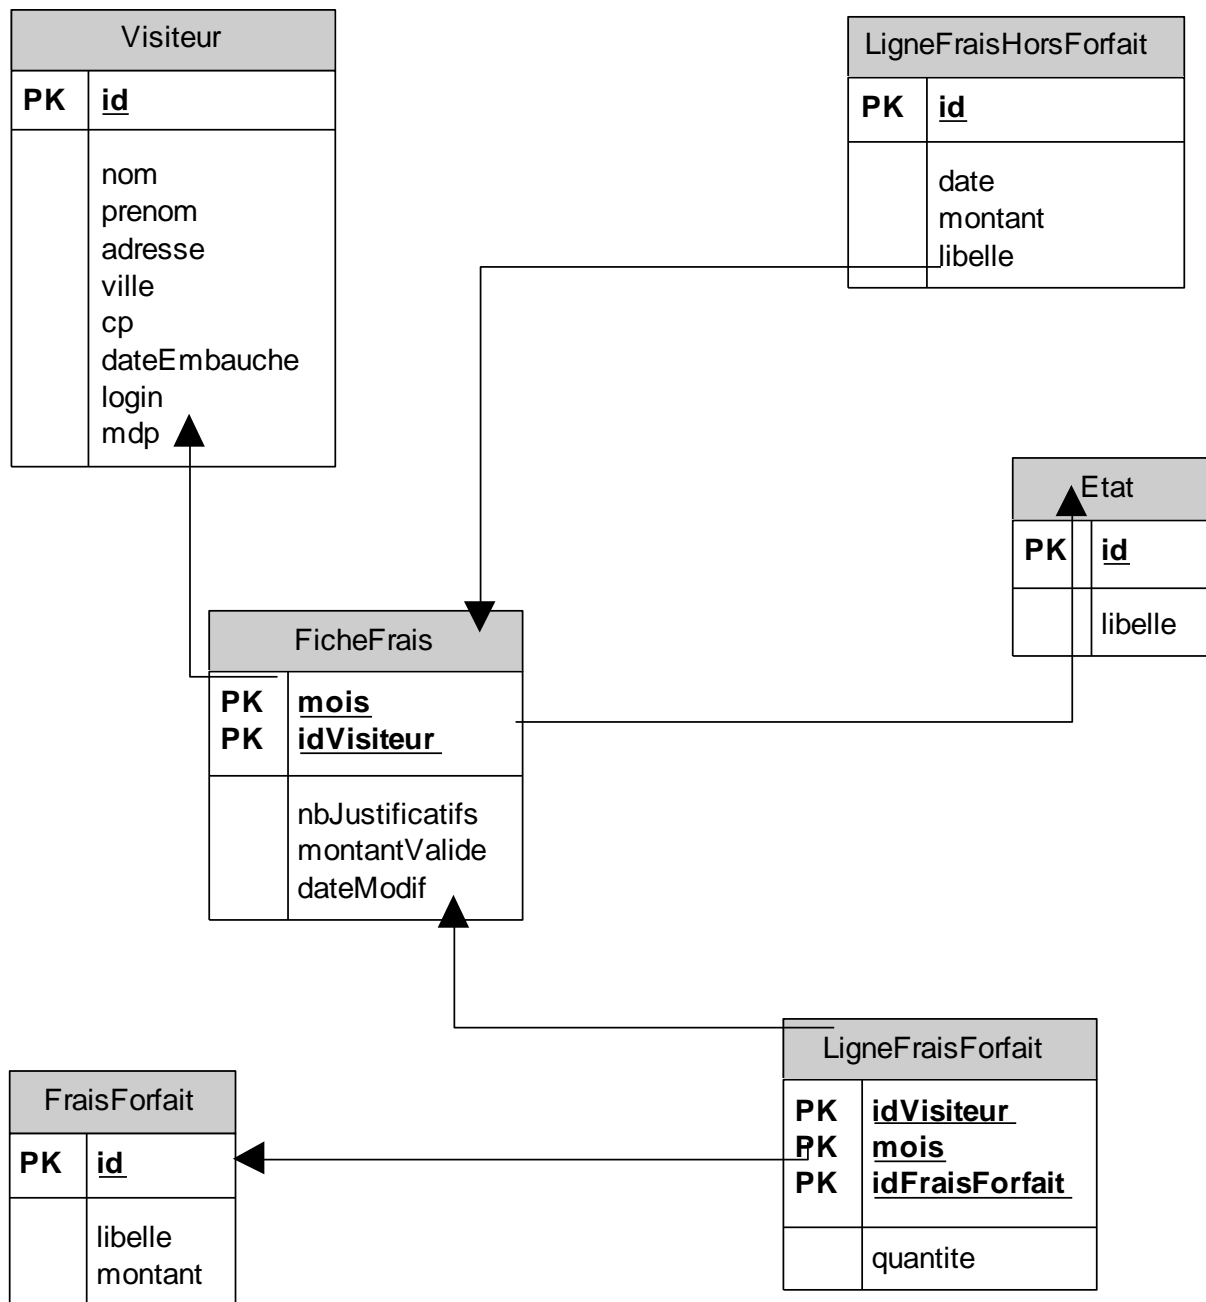 Visiteur
PK id
nom
prenom
adresse
ville
cp
dateEmbauche
login
mdp
LigneFraisHorsForfait
PK id
date
montant
libelle
Etat
PK id
libelle
FicheFrais
PK mois
PK idVisiteur
nbJustificatifs
montantValide
dateModif
LigneFraisForfait
PK idVisiteur
PK mois
PK idFraisForfait
quantite
FraisForfait
PK id
libelle
montant